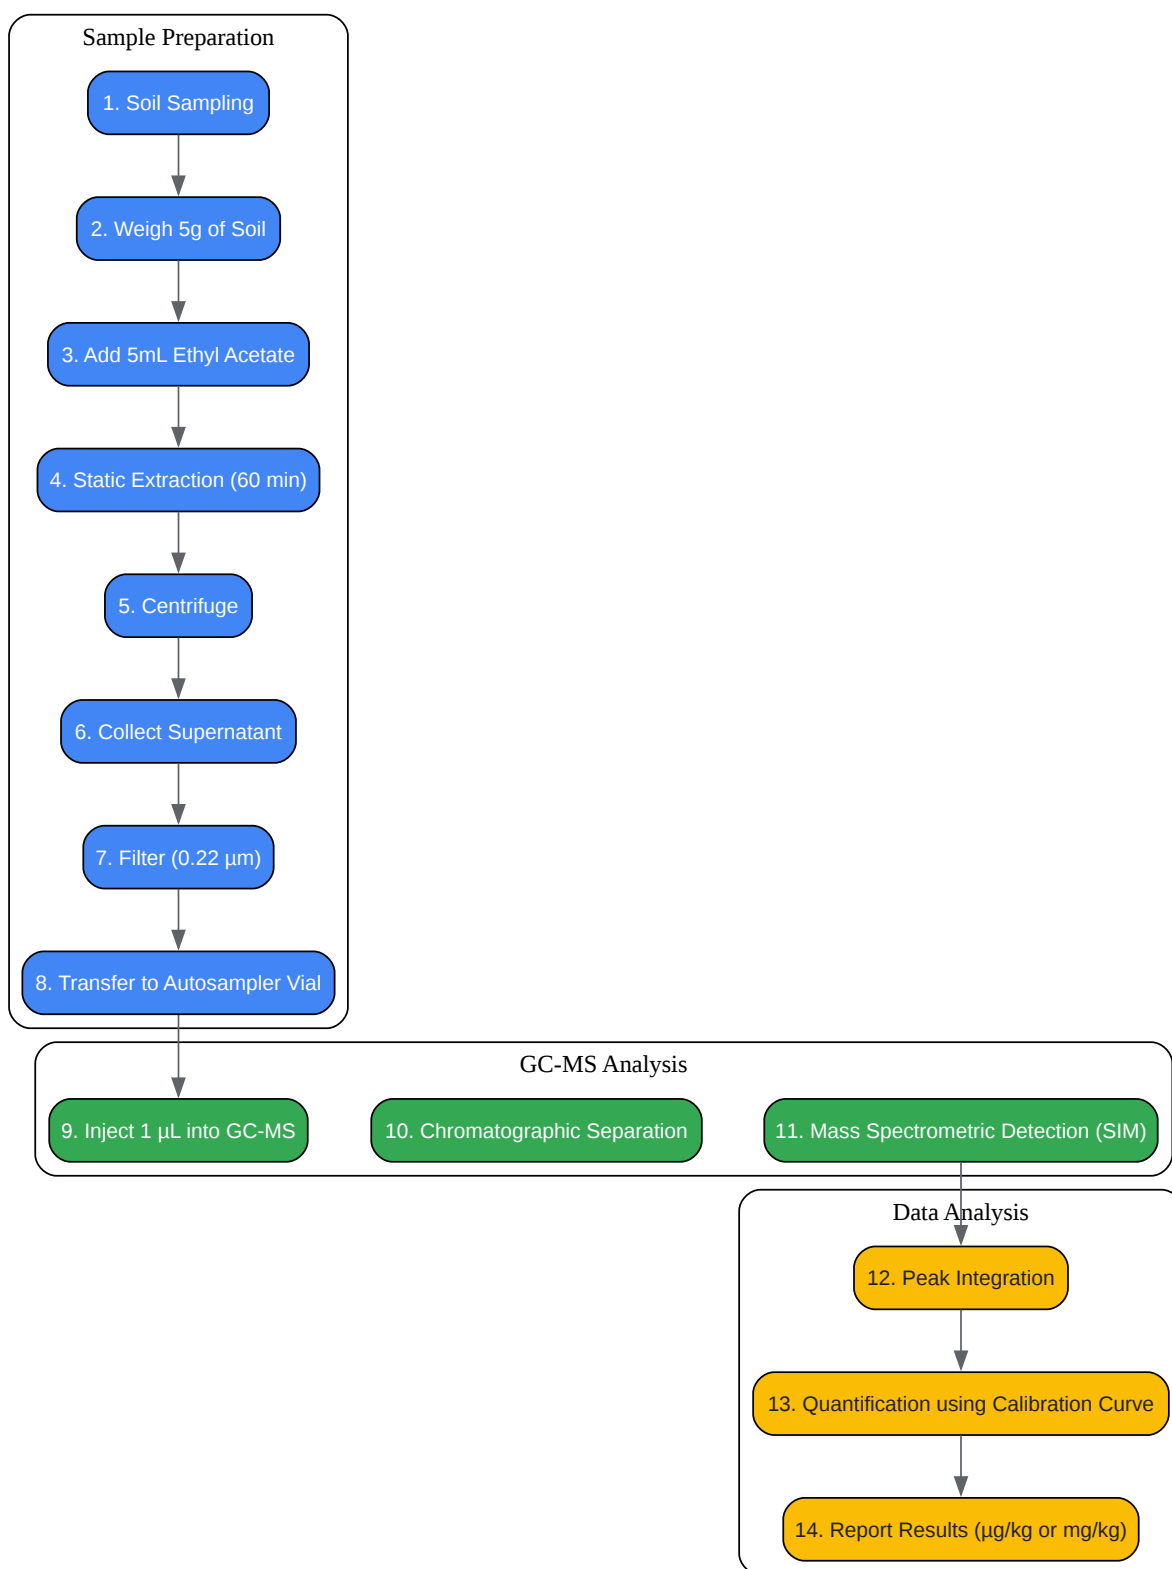 Sample Preparation
1. Soil Sampling
2. Weigh 5g of Soil
3. Add 5mL Ethyl Acetate
4. Static Extraction (60 min)
5. Centrifuge
6. Collect Supernatant
7. Filter (0.22 µm)
8. Transfer to Autosampler Vial
GC-MS Analysis
9. Inject 1 µL into GC-MS
10. Chromatographic Separation
11. Mass Spectrometric Detection (SIM)
Data Analysis
12. Peak Integration
13. Quantification using Calibration Curve
14. Report Results (µg/kg or mg/kg)